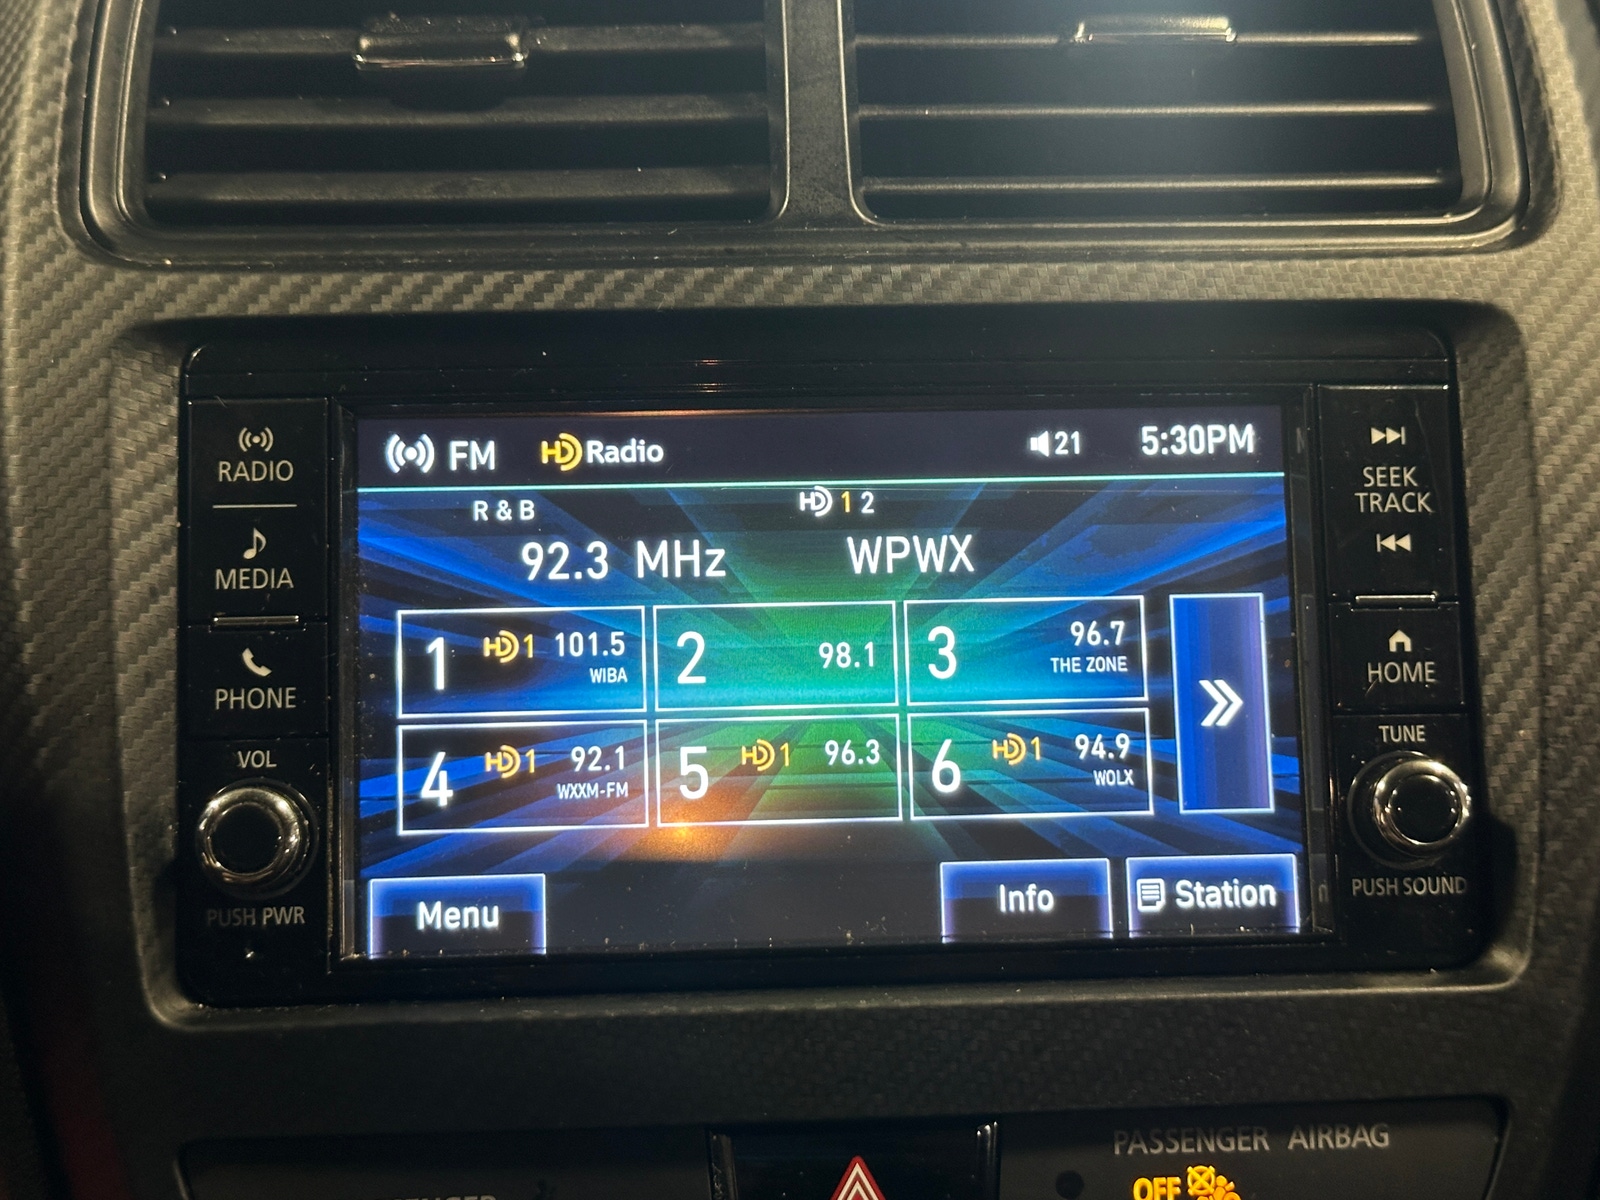 RADIO
MEDIA
PHONE
VOL
PUSH PWR
FM HD Radio 21 5:30PM
R & B HD 1 2
92.3 MHz WPWX
1 HD 1 101.5 WIBA
2 98.1
3 96.7 THE ZONE
4 HD 1 92.1 WXXM-FM
5 HD 1 96.3
6 HD 1 94.9 WOLX
Menu Info Station
SEEK
TRACK
HOME
TUNE
PUSH SOUND
PASSENGER AIRBAG
OFF